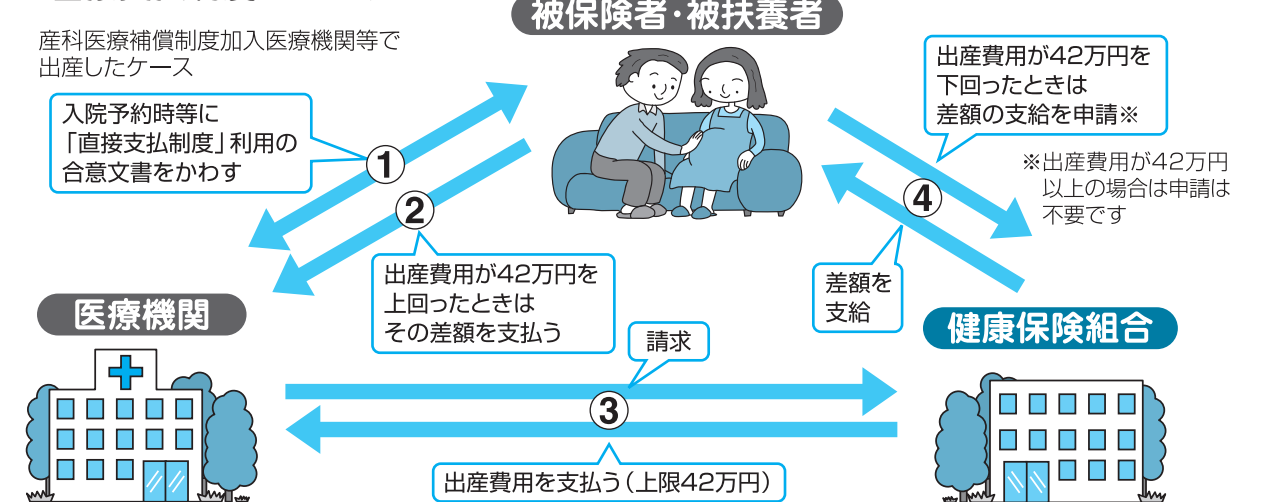 被保険者・被扶養者
産科医療補償制度加入医療機関等で
出産したケース
入院予約時等に
「直接支払制度」利用の
合意文書をかわす
①
②
出産費用が42万円を
上回ったときは
その差額を支払う
出産費用が42万円を
下回ったときは
差額の支給を申請※
※出産費用が42万円
以上の場合は申請は
不要です
④
差額を
支給
医療機関
健康保険組合
請求
③
出産費用を支払う（上限42万円）